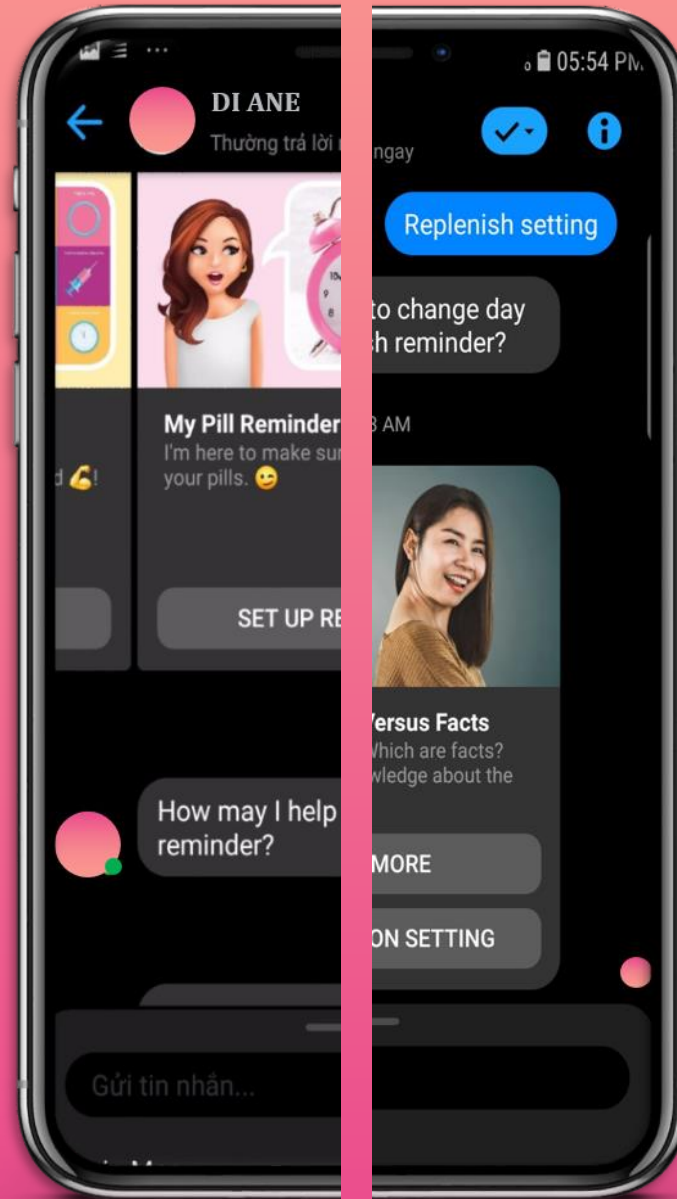 05:54 PM
DI ANE
Thường trả lời
ngay
Replenish setting
to change day
h reminder?
AM
My Pill Reminder
I'm here to make sur
your pills. 😉
d 💪!
SET UP RE
ersus Facts
hich are facts?
wledge about the
How may I help
reminder?
MORE
ON SETTING
Gửi tin nhắn...